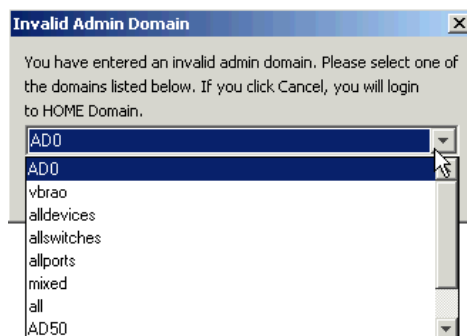 Invalid Admin Domain
You have entered an invalid admin domain. Please select one of
the domains listed below. If you click Cancel, you will login
to HOME Domain.
AD0
AD0
vbrao
alldevices
allswitches
allports
mixed
all
AD50